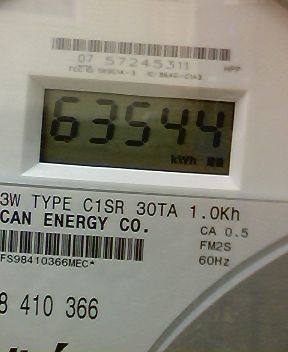 07 57245311
HPP
63544
kWh
3W TYPE C1SR 30TA 1.0Kh
CAN ENERGY CO.
CA 0.5
FM2S
FS98410366MEC*
60Hz
8 410 366